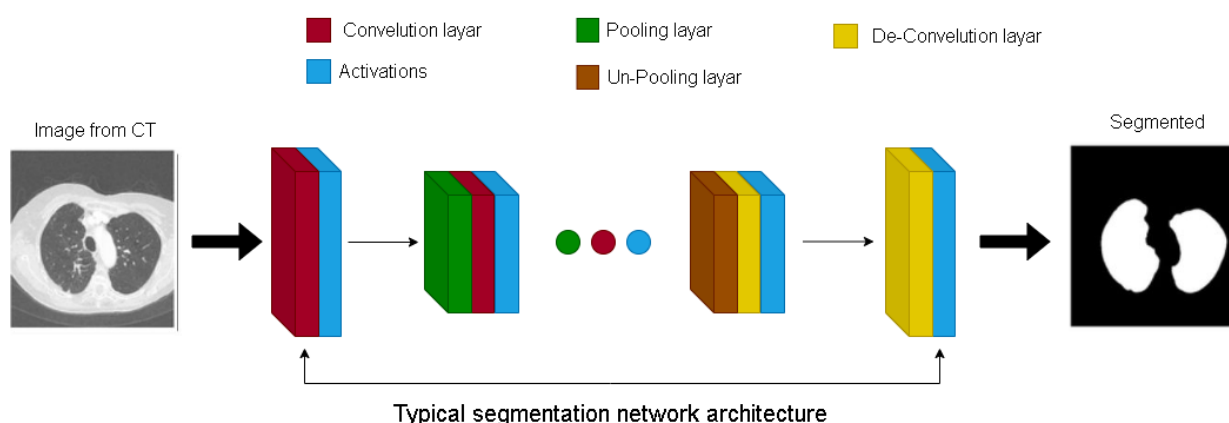 Convelution layar
Pooling layar
De-Convelution layar
Activations
Un-Pooling layar
Image from CT
Segmented
Typical segmentation network architecture